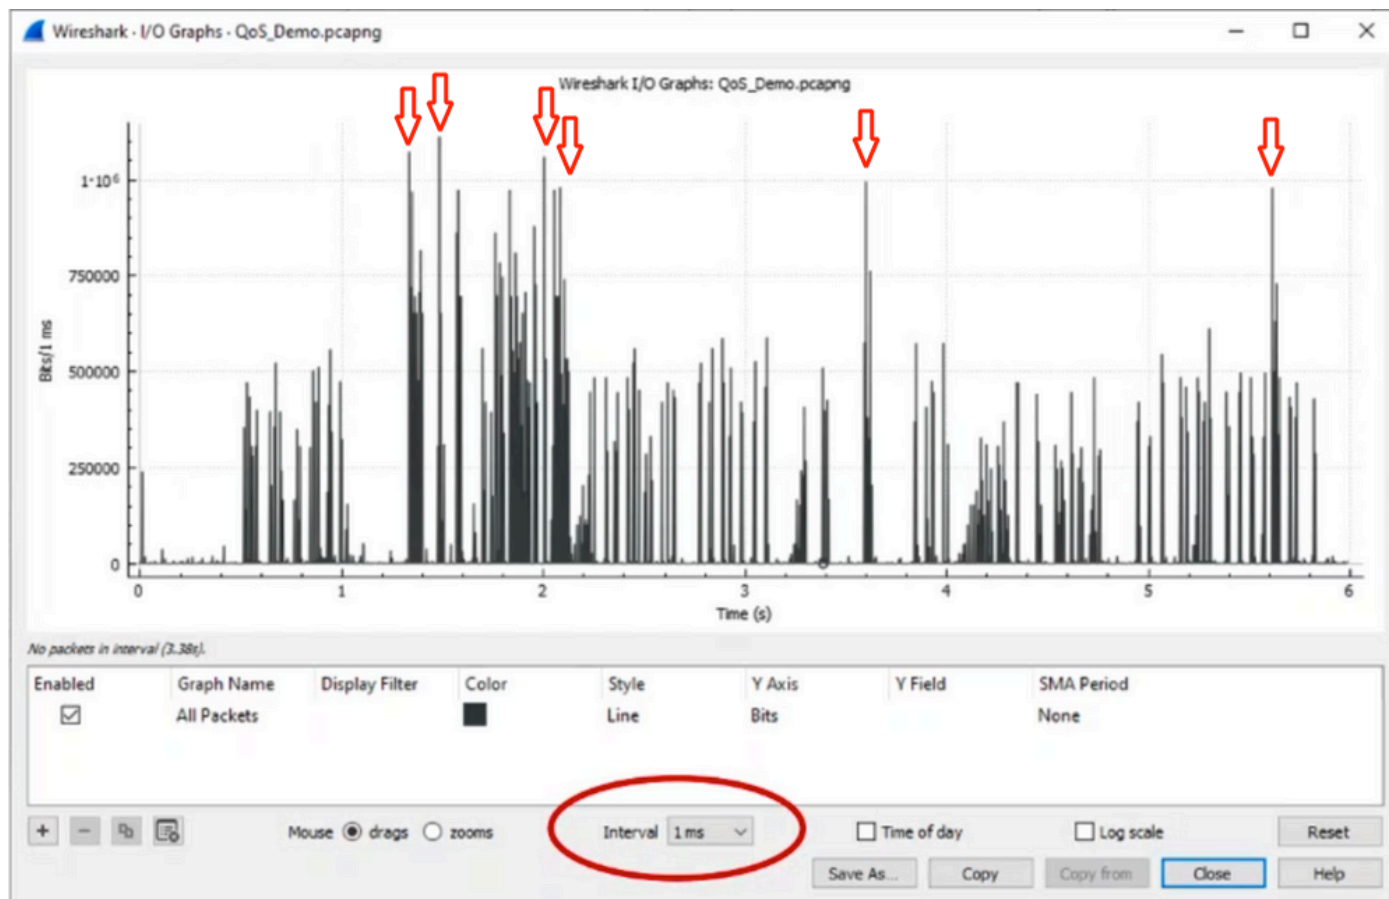 Wireshark · I/O Graphs · QoS_Demo.pcapng
Wireshark I/O Graphs: QoS_Demo.pcapng
1·10⁶
750000
500000
250000
0
Bits/1 ms
0 1 2 3 4 5 6
Time (s)
No packets in interval (3.38s).
Enabled Graph Name Display Filter Color Style Y Axis Y Field SMA Period
All Packets Line Bits None
+ − Mouse drags zooms Interval 1 ms Time of day Log scale Reset
Save As... Copy Copy from Close Help